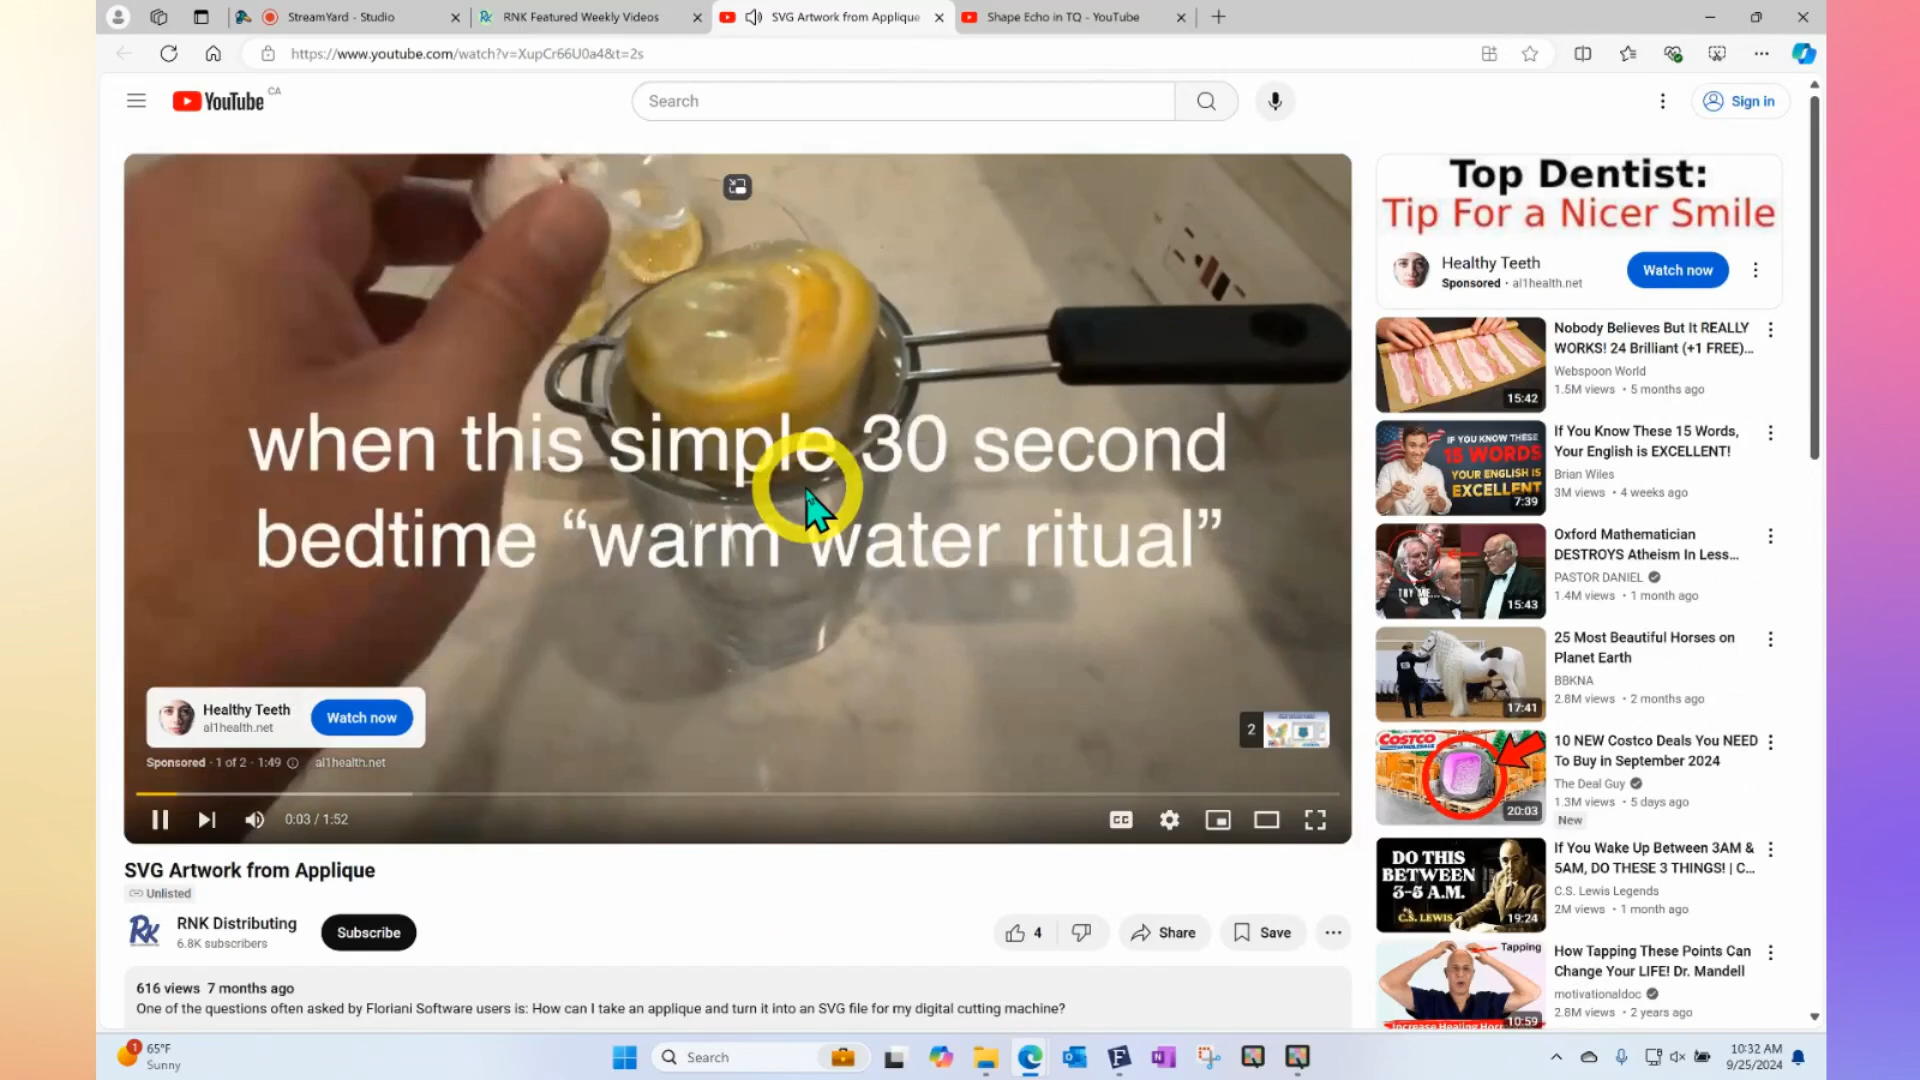 StreamYard - Studio
RNK Featured Weekly Videos
SVG Artwork from Applique
Shape Echo in TQ - YouTube
https://www.youtube.com/watch?v=XupCr66U0a4&t=2s
YouTube CA
Search
Sign in
when this simple 30 second
bedtime “warm water ritual”
Healthy Teeth
al1health.net
Watch now
2
Sponsored · 1 of 2 · 1:49
al1health.net
0:03 / 1:52
CC
SVG Artwork from Applique
Unlisted
RK
RNK Distributing
6.8K subscribers
Subscribe
4
Share
Save
616 views 7 months ago
One of the questions often asked by Floriani Software users is: How can I take an applique and turn it into an SVG file for my digital cutting machine?
Top Dentist:
Tip For a Nicer Smile
Healthy Teeth
Sponsored · al1health.net
Watch now
15:42
Nobody Believes But It REALLY
WORKS! 24 Brilliant (+1 FREE)...
Webspoon World
1.5M views • 5 months ago
IF YOU KNOW THESE
15 WORDS
YOUR ENGLISH IS
EXCELLENT
7:39
If You Know These 15 Words,
Your English is EXCELLENT!
Brian Wiles
3M views • 4 weeks ago
TRY ME...
15:43
Oxford Mathematician
DESTROYS Atheism In Less...
PASTOR DANIEL
1.4M views • 1 month ago
17:41
25 Most Beautiful Horses on
Planet Earth
BBKNA
2.8M views • 2 months ago
COSTCO
WHOLESALE
20:03
10 NEW Costco Deals You NEED
To Buy in September 2024
The Deal Guy
1.3M views • 5 days ago
New
DO THIS
BETWEEN
3-5 A.M.
C.S. LEWIS
19:24
If You Wake Up Between 3AM &
5AM, DO THESE 3 THINGS! | C...
C.S. Lewis Legends
2M views • 1 month ago
Tapping
10:59
How Tapping These Points Can
Change Your LIFE! Dr. Mandell
motivationaldoc
2.8M views • 2 years ago
1
65°F
Sunny
Search
10:32 AM
9/25/2024